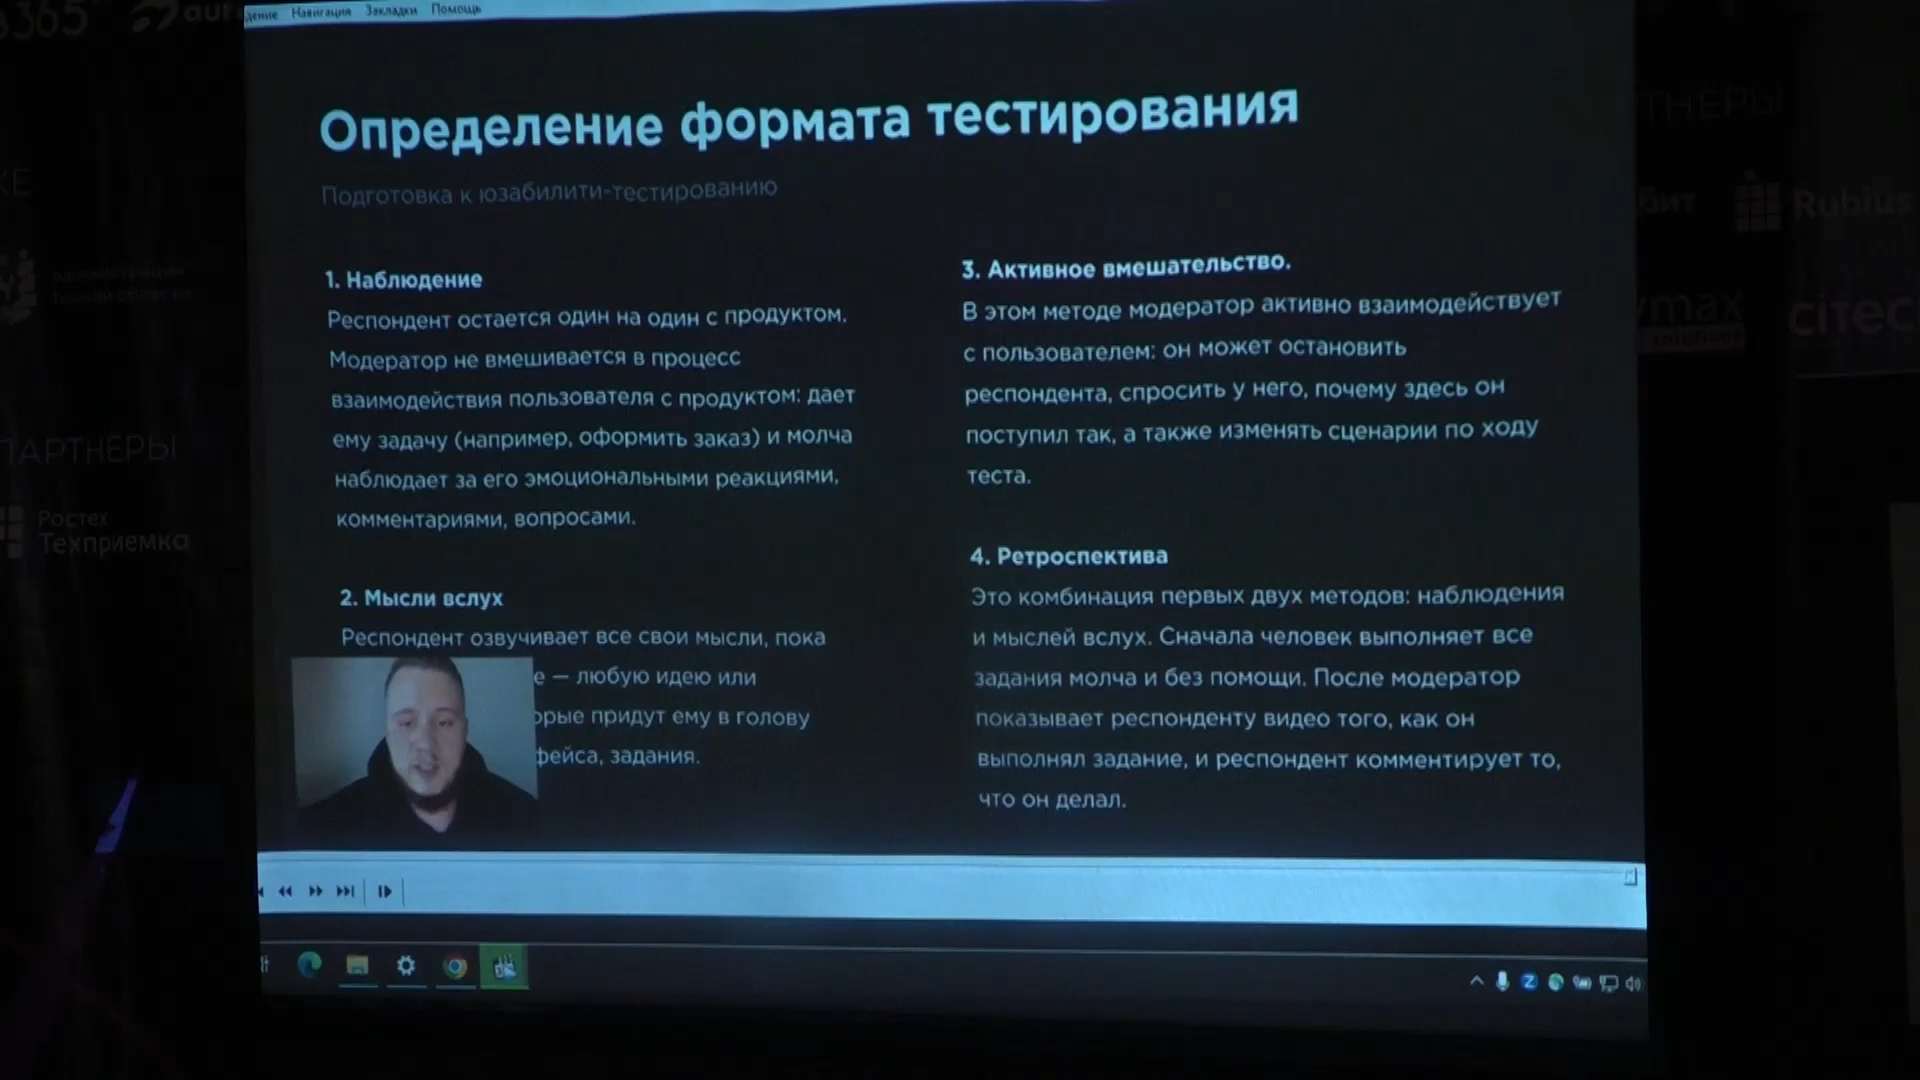 365
Навигация Закладки Помощь
Определение формата тестирования
Подготовка к юзабилити-тестированию
1. Наблюдение
Респондент остается один на один с продуктом.
Модератор не вмешивается в процесс
взаимодействия пользователя с продуктом: дает
ему задачу (например, оформить заказ) и молча
наблюдает за его эмоциональными реакциями,
комментариями, вопросами.
2. Мысли вслух
Респондент озвучивает все свои мысли, пока
е — любую идею или
орые придут ему в голову
фейса, задания.
3. Активное вмешательство.
В этом методе модератор активно взаимодействует
с пользователем: он может остановить
респондента, спросить у него, почему здесь он
поступил так, а также изменять сценарии по ходу
теста.
4. Ретроспектива
Это комбинация первых двух методов: наблюдения
и мыслей вслух. Сначала человек выполняет все
задания молча и без помощи. После модератор
показывает респонденту видео того, как он
выполнял задание, и респондент комментирует то,
что он делал.
ПАРТНЁРЫ
Ростех
Техприемка
ТНЁРЫ
бит
Rubius
ymax
citec